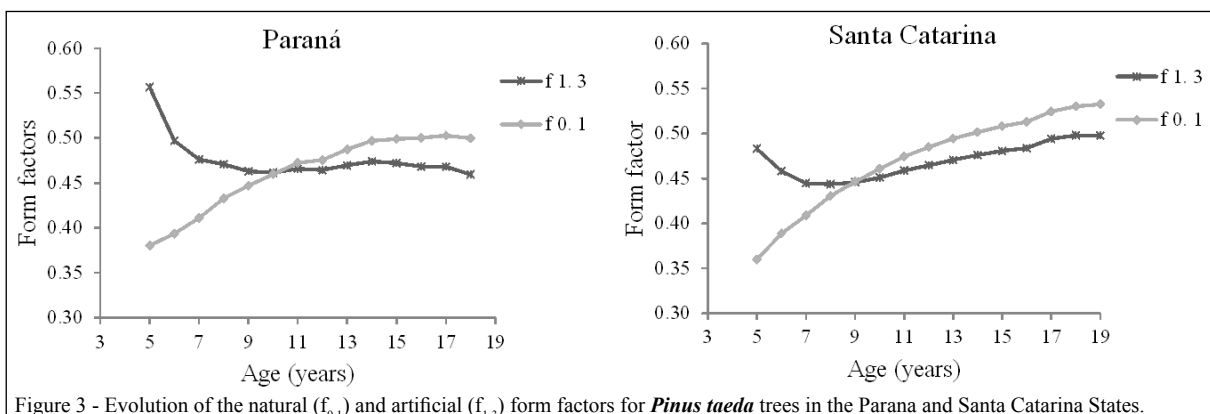 Paraná
0.60
0.55
0.50
0.45
0.40
0.35
0.30
Form factors
3 5 7 9 11 13 15 17 19
Age (years)
f 1. 3
f 0. 1
Santa Catarina
0.60
0.55
0.50
0.45
0.40
0.35
0.30
Form factor
3 5 7 9 11 13 15 17 19
Age (years)
f 1. 3
f 0. 1
Figure 3 - Evolution of the natural (f0.1) and artificial (f1.3) form factors for Pinus taeda trees in the Parana and Santa Catarina States.